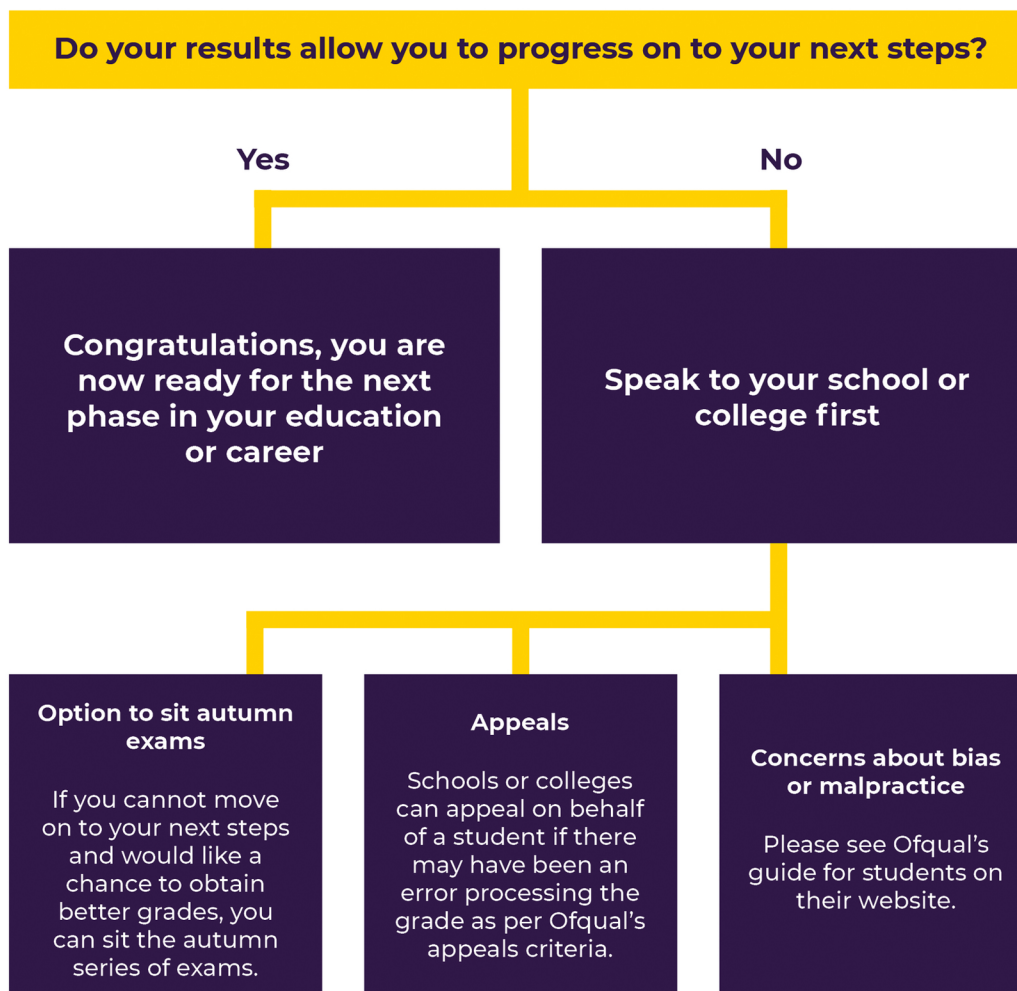 Do your results allow you to progress on to your next steps?
Yes
No
Congratulations, you are
now ready for the next
phase in your education
or career
Speak to your school or
college first
Option to sit autumn
exams
If you cannot move
on to your next steps
and would like a
chance to obtain
better grades, you
can sit the autumn
series of exams.
Appeals
Schools or colleges
can appeal on behalf
of a student if there
may have been an
error processing the
grade as per Ofqual’s
appeals criteria.
Concerns about bias
or malpractice
Please see Ofqual’s
guide for students on
their website.